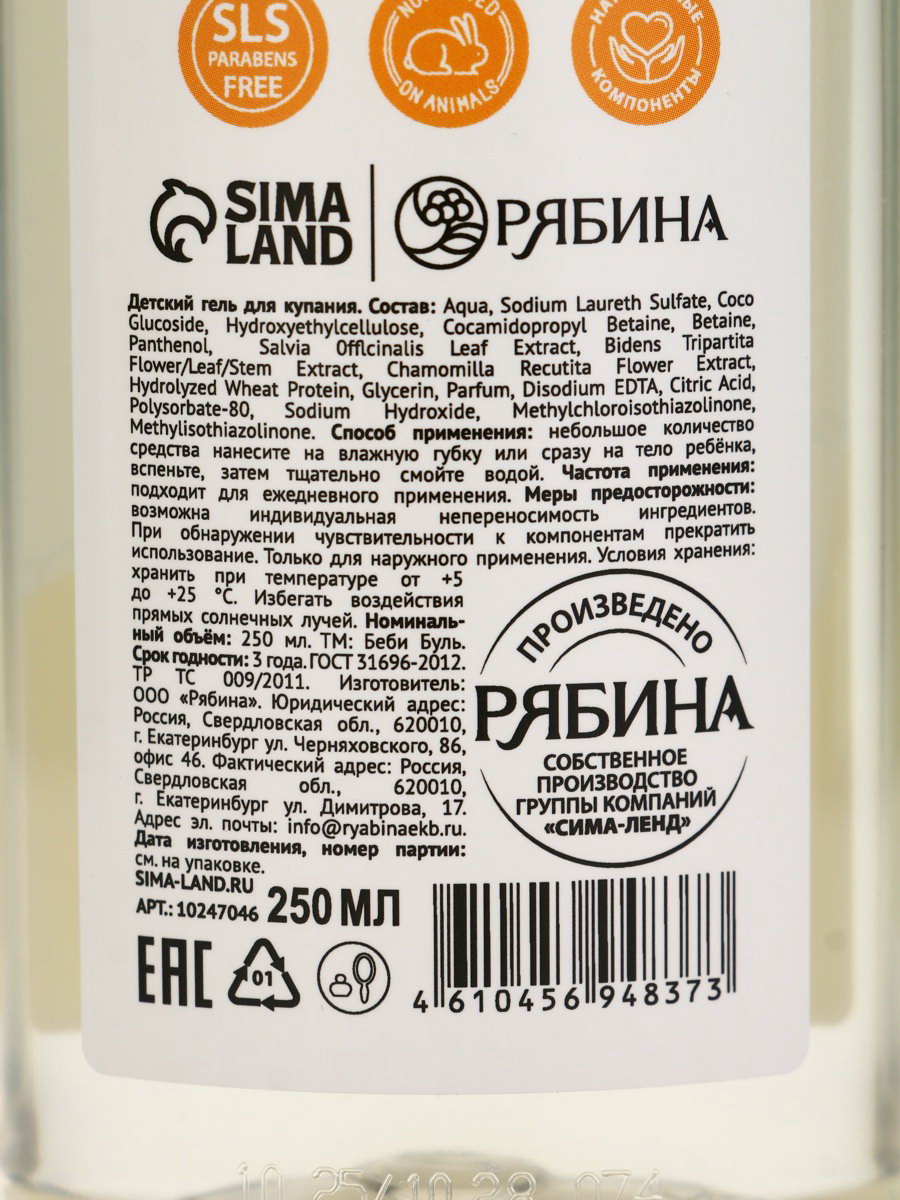 SLS
PARABENS
FREE
ON ANIMALS
КОМПОНЕНТЫ
SIMA
LAND
РЯБИНА
Детский гель для купания. Состав: Aqua, Sodium Laureth Sulfate, Coco
Glucoside, Hydroxyethylcellulose, Cocamidopropyl Betaine, Betaine,
Panthenol, Salvia Offlcinalis Leaf Extract, Bidens Tripartita
Flower/Leaf/Stem Extract, Chamomilla Recutita Flower Extract,
Hydrolyzed Wheat Protein, Glycerin, Parfum, Disodium EDTA, Citric Acid,
Polysorbate-80, Sodium Hydroxide, Methylchloroisothiazolinone,
Methylisothiazolinone. Способ применения: небольшое количество
средства нанесите на влажную губку или сразу на тело ребёнка,
вспеньте, затем тщательно смойте водой. Частота применения:
подходит для ежедневного применения. Меры предосторожности:
возможна индивидуальная непереносимость ингредиентов.
При обнаружении чувствительности к компонентам прекратить
использование. Только для наружного применения. Условия хранения:
хранить при температуре от +5
до +25 °С. Избегать воздействия
прямых солнечных лучей. Номиналь-
ный объём: 250 мл. ТМ: Беби Буль.
Срок годности: 3 года. ГОСТ 31696-2012.
ТР ТС 009/2011. Изготовитель:
ООО «Рябина». Юридический адрес:
Россия, Свердловская обл., 620010,
г. Екатеринбург ул. Черняховского, 86,
офис 46. Фактический адрес: Россия,
Свердловская обл., 620010,
г. Екатеринбург ул. Димитрова, 17.
Адрес эл. почты: info@ryabinaekb.ru.
Дата изготовления, номер партии:
см. на упаковке.
SIMA-LAND.RU
АРТ.: 10247046
250 МЛ
ПРОИЗВЕДЕНО
РЯБИНА
СОБСТВЕННОЕ
ПРОИЗВОДСТВО
ГРУППЫ КОМПАНИЙ
«СИМА-ЛЕНД»
EAC
01
4 610456 948373
10 25/10 28 074